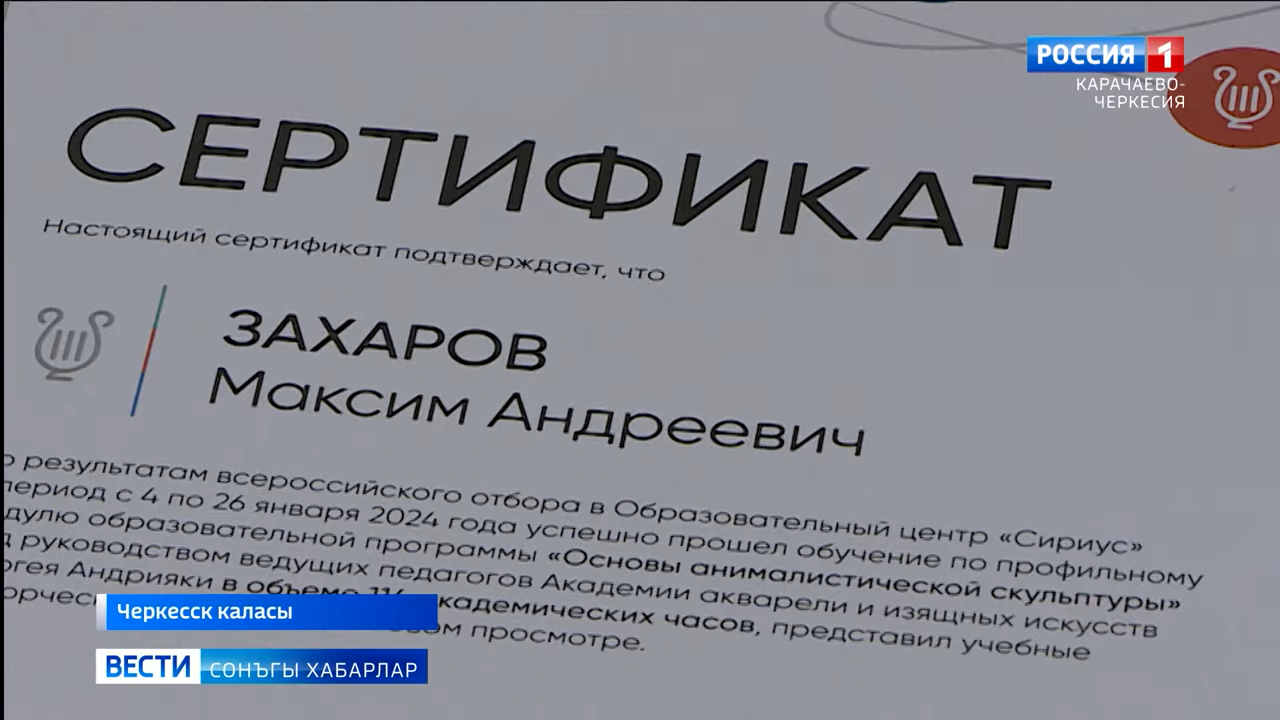 РОССИЯ 1
КАРАЧАЕВО-
ЧЕРКЕСИЯ
СЕРТИФИКАТ
Настоящий сертификат подтверждает, что
ЗАХАРОВ
Максим Андреевич
результатам всероссийского отбора в Образовательный центр «Сириус»
период с 4 по 26 января 2024 года успешно прошел обучение по профильному
дулю образовательной программы «Основы анималистической скульптуры»
руководством ведущих педагогов Академии акварели и изящных искусств
ргея Андрияки в объеме академических часов, представил учебные
просмотре.
Черкесск каласы
ВЕСТИ СОНЪГЫ ХАБАРЛАР